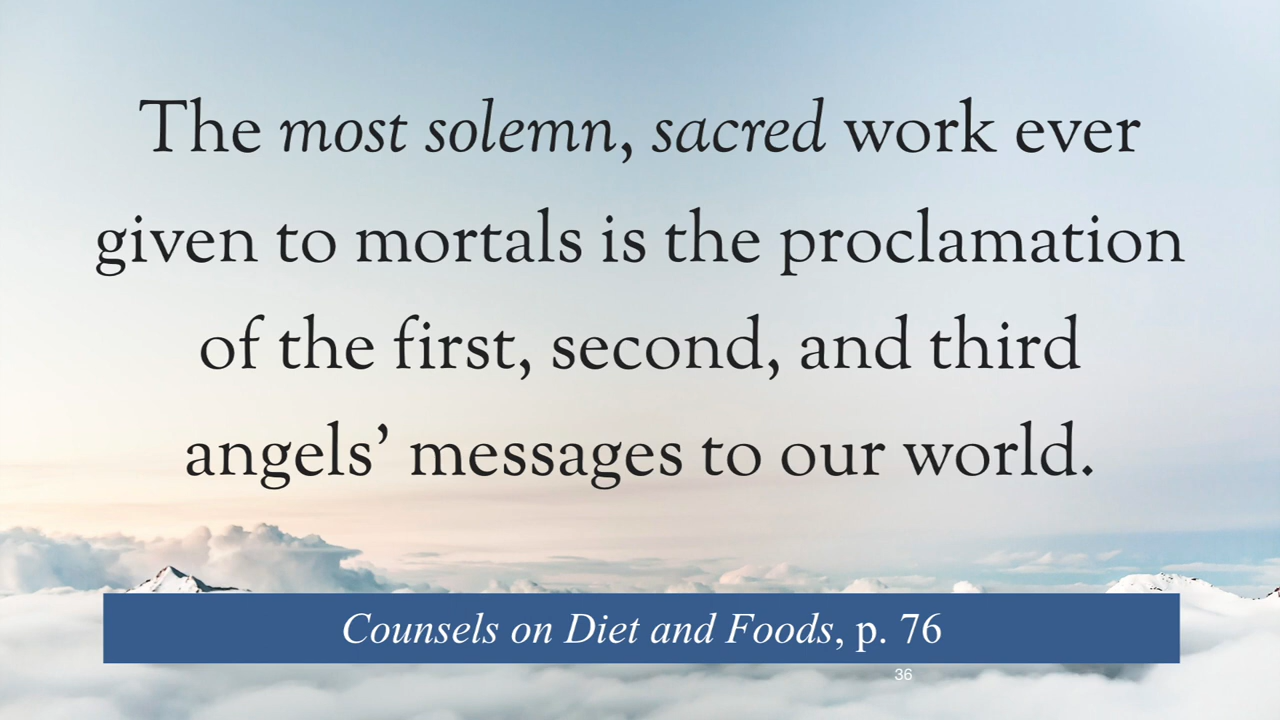 The most solemn, sacred work ever
given to mortals is the proclamation
of the first, second, and third
angels’ messages to our world.
Counsels on Diet and Foods, p. 76
36